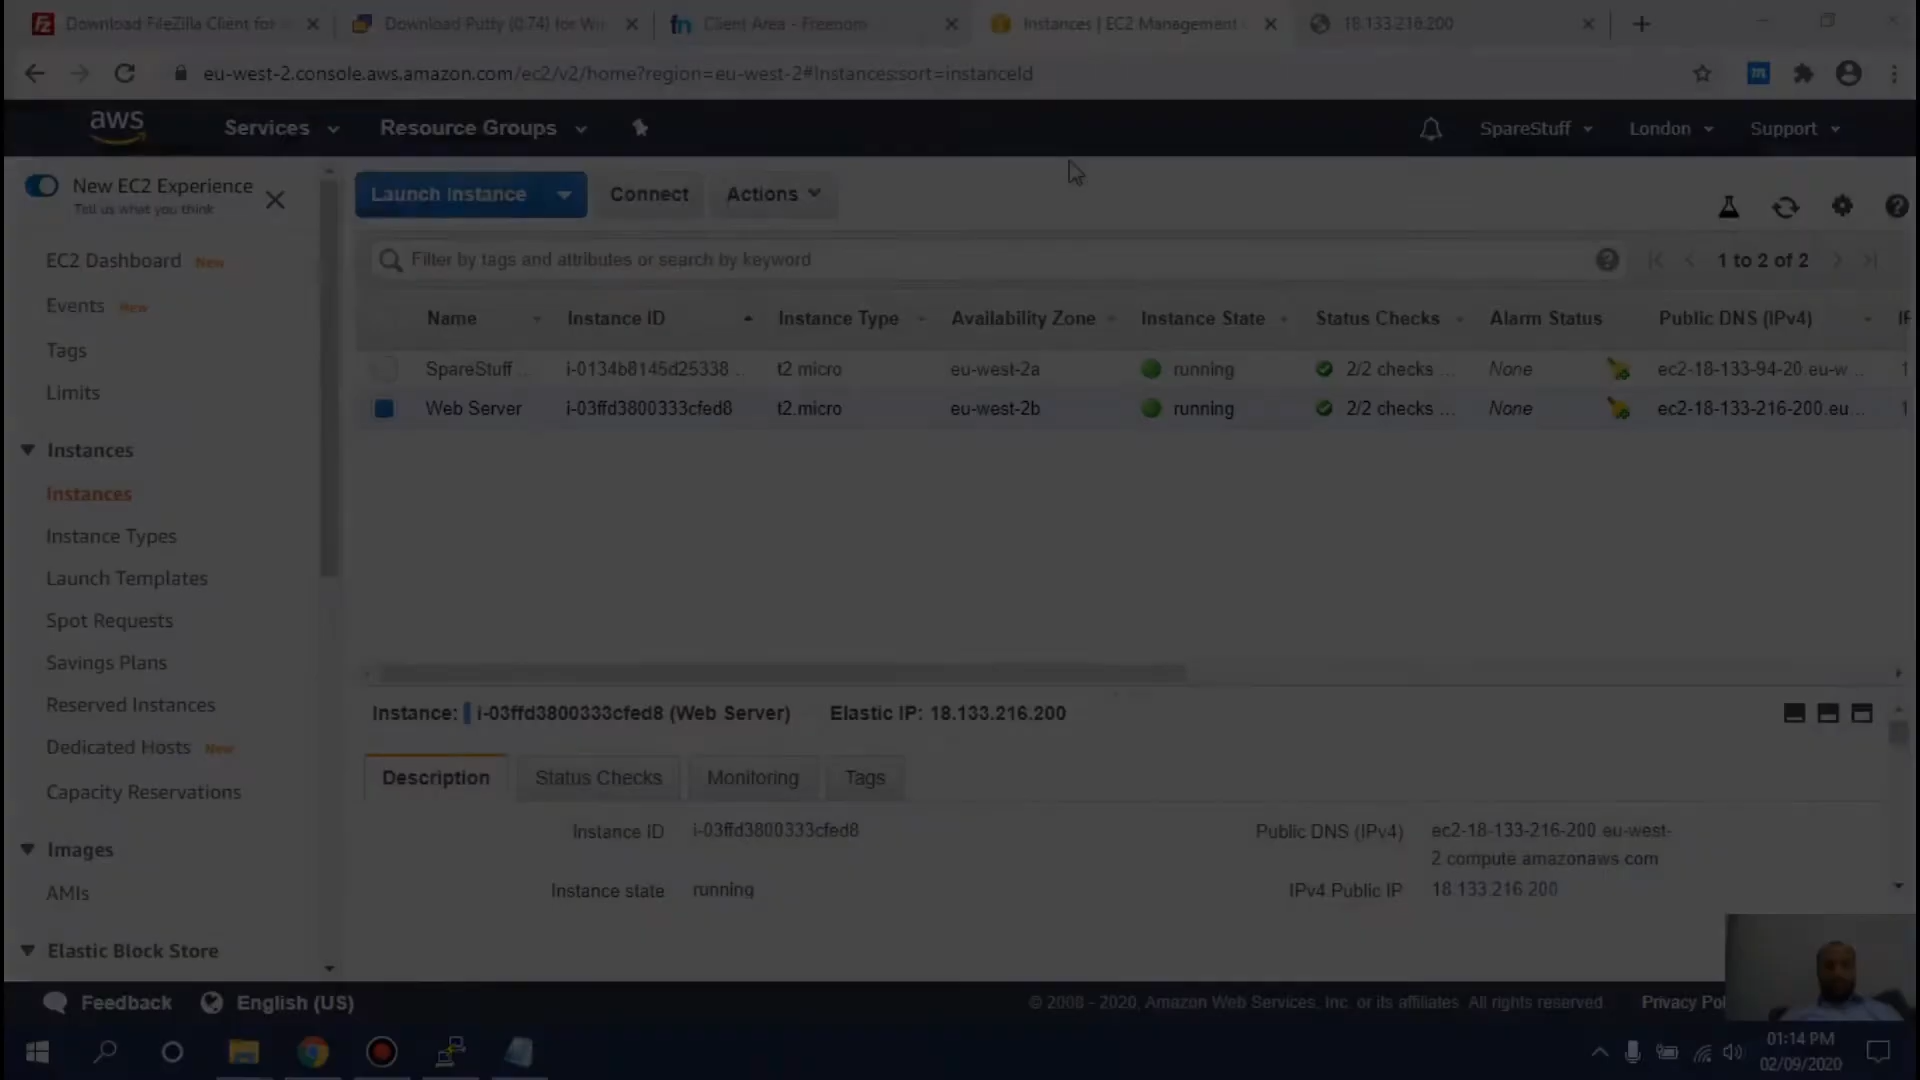 Download FileZilla Client for
Download Putty (0.74) for Wi
Client Area - Freenom
Instances | EC2 Management
18.133.216.200
eu-west-2.console.aws.amazon.com/ec2/v2/home?region=eu-west-2#Instances:sort=instanceId
aws
Services
Resource Groups
SpareStuff
London
Support
New EC2 Experience
Tell us what you think
Launch Instance
Connect
Actions
EC2 Dashboard New
Events New
Tags
Limits
Instances
Instances
Instance Types
Launch Templates
Spot Requests
Savings Plans
Reserved Instances
Dedicated Hosts New
Capacity Reservations
Images
AMIs
Elastic Block Store
Filter by tags and attributes or search by keyword
1 to 2 of 2
Name Instance ID Instance Type Availability Zone Instance State Status Checks Alarm Status Public DNS (IPv4)
SpareStuff ... i-0134b8145d25338 ... t2.micro eu-west-2a running 2/2 checks ... None ec2-18-133-94-20.eu-w...
Web Server i-03ffd3800333cfed8 t2.micro eu-west-2b running 2/2 checks ... None ec2-18-133-216-200.eu...
Instance: i-03ffd3800333cfed8 (Web Server) Elastic IP: 18.133.216.200
Description Status Checks Monitoring Tags
Instance ID i-03ffd3800333cfed8
Public DNS (IPv4) ec2-18-133-216-200.eu-west-
2.compute.amazonaws.com
Instance state running
IPv4 Public IP 18.133.216.200
Feedback
English (US)
© 2008 - 2020, Amazon Web Services, Inc. or its affiliates. All rights reserved.
Privacy Pol
01:14 PM
02/09/2020